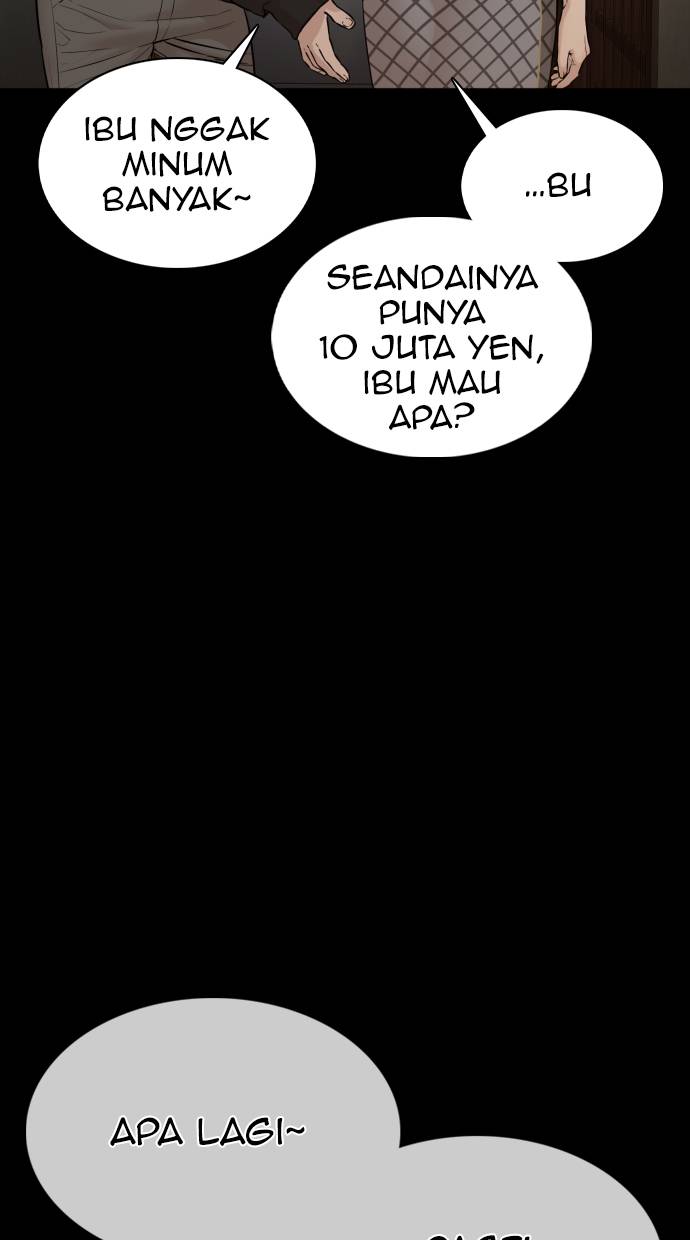 IBU NGGAK
MINUM
BANYAK~
...BU
SEANDAINYA
PUNYA
10 JUTA YEN,
IBU MAU
APA?
APA LAGI~